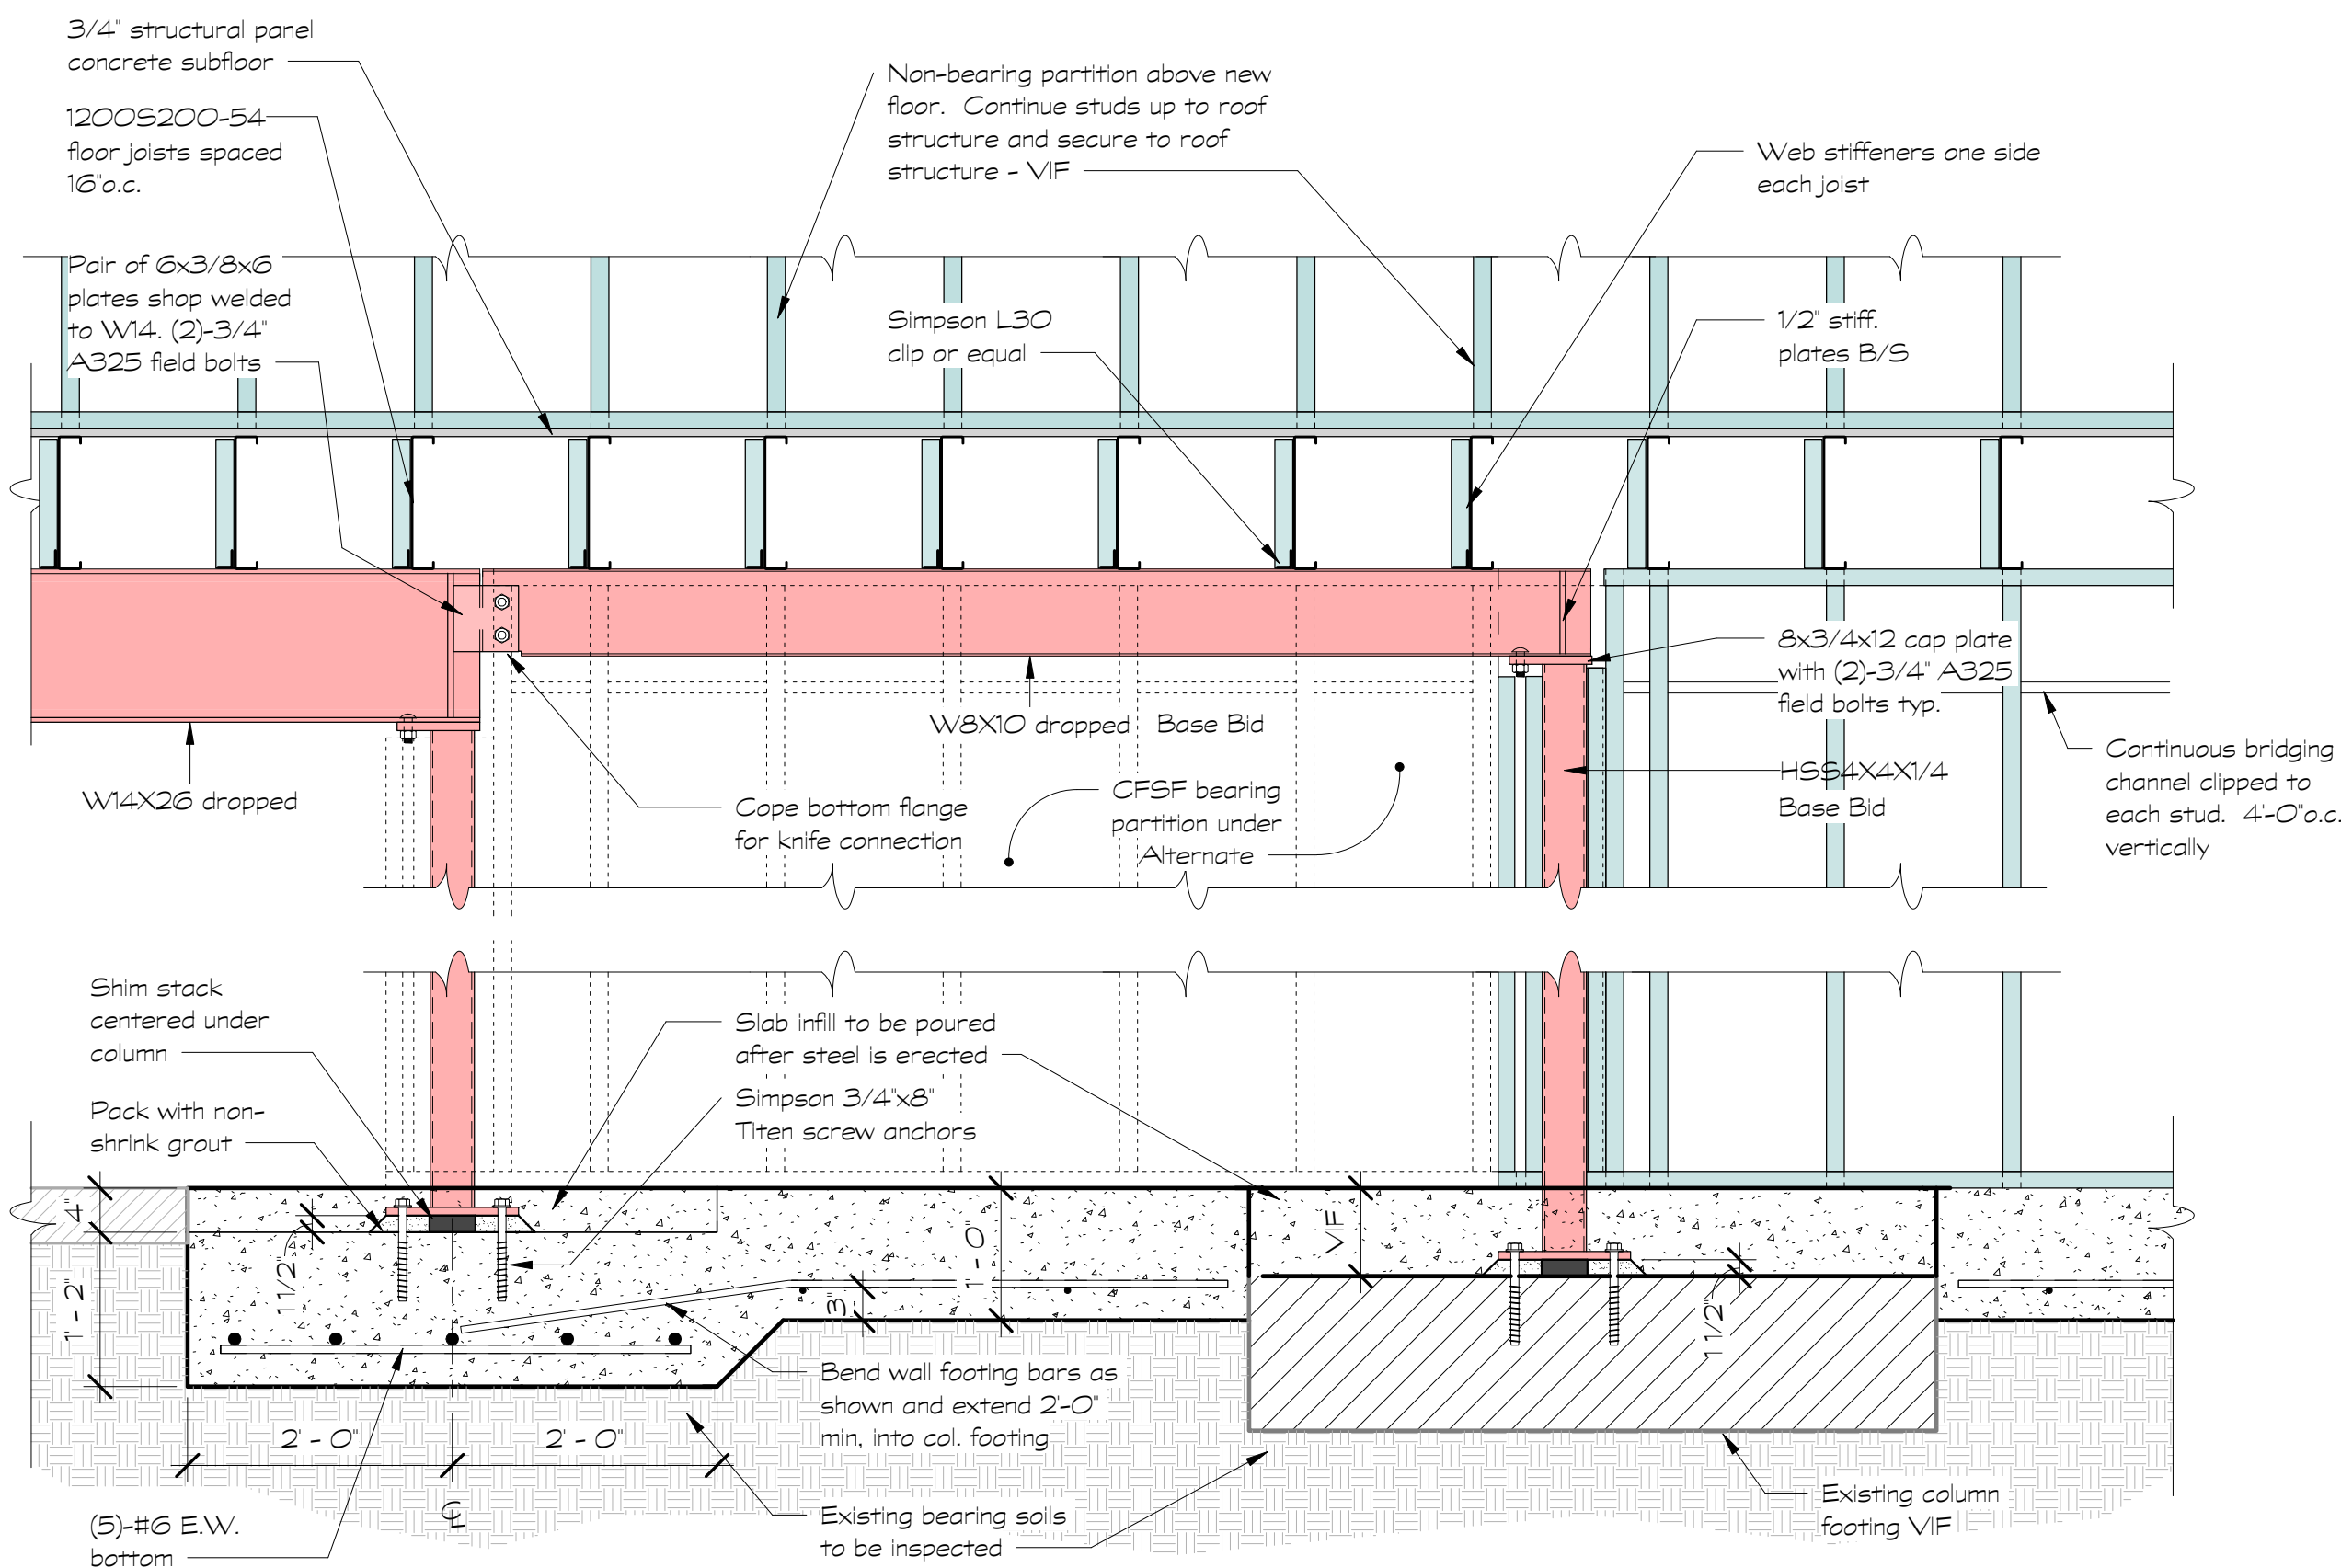 3/4" structural panel
concrete subfloor
1200S200-54
floor joists spaced
16"o.c.
Pair of 6x3/8x6
plates shop welded
to W14. (2)-3/4"
A325 field bolts
Non-bearing partition above new
floor.  Continue studs up to roof
structure and secure to roof
structure - VIF
Web stiffeners one side
each joist
Simpson L30
clip or equal
1/2" stiff.
plates B/S
8x3/4x12 cap plate
with (2)-3/4" A325
field bolts typ.
W8X10 dropped   Base Bid
W14X26 dropped
Cope bottom flange
for knife connection
CFSF bearing
partition under
Alternate
HSS4X4X1/4
Base Bid
Continuous bridging
channel clipped to
each stud.  4'-0"o.c.
vertically
Shim stack
centered under
column
Pack with non-
shrink grout
Slab infill to be poured
after steel is erected
Simpson 3/4"x8"
Titen screw anchors
4"
1 - 2"
1 1/2"
1 - 0"
3"
VIF
1 1/2"
2' - 0"
2' - 0"
Bend wall footing bars as
shown and extend 2'-0"
min, into col. footing
(5)-#6 E.W.
bottom
CL
Existing bearing soils
to be inspected
Existing column
footing VIF